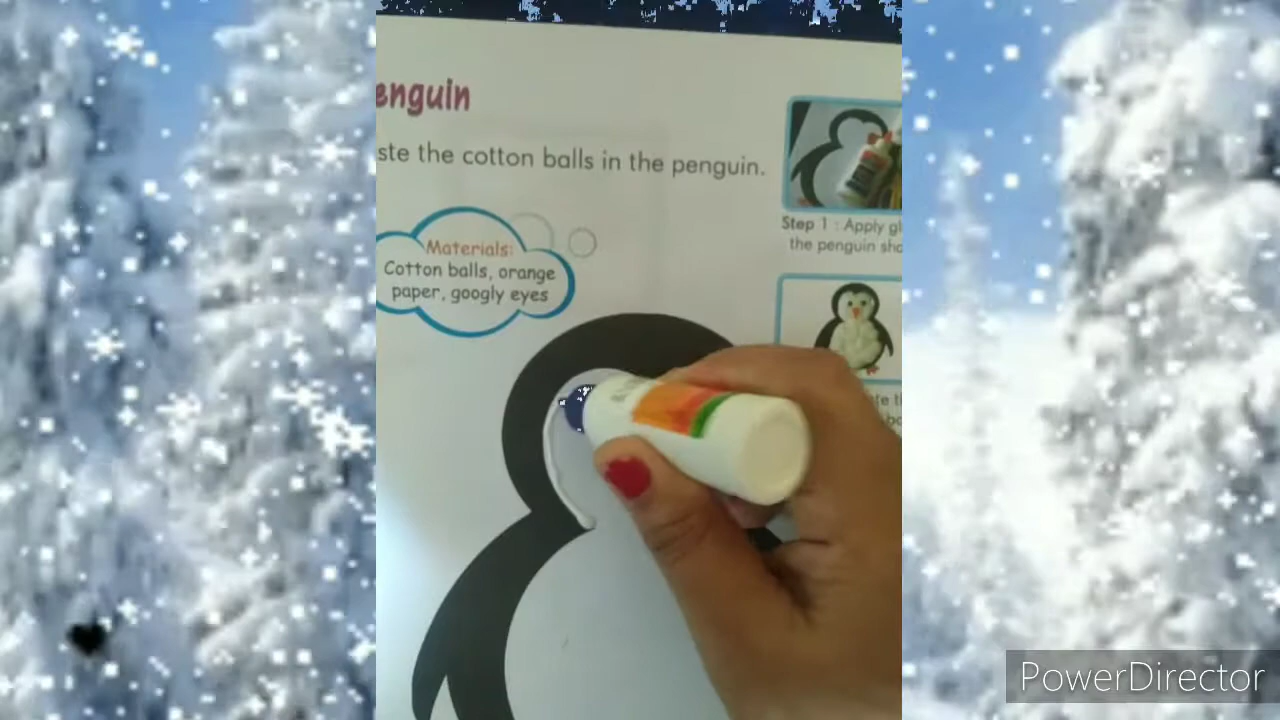 enguin
ste the cotton balls in the penguin.
Materials:
Cotton balls, orange
paper, googly eyes
Step 1 : Apply gl
the penguin sho
PowerDirector